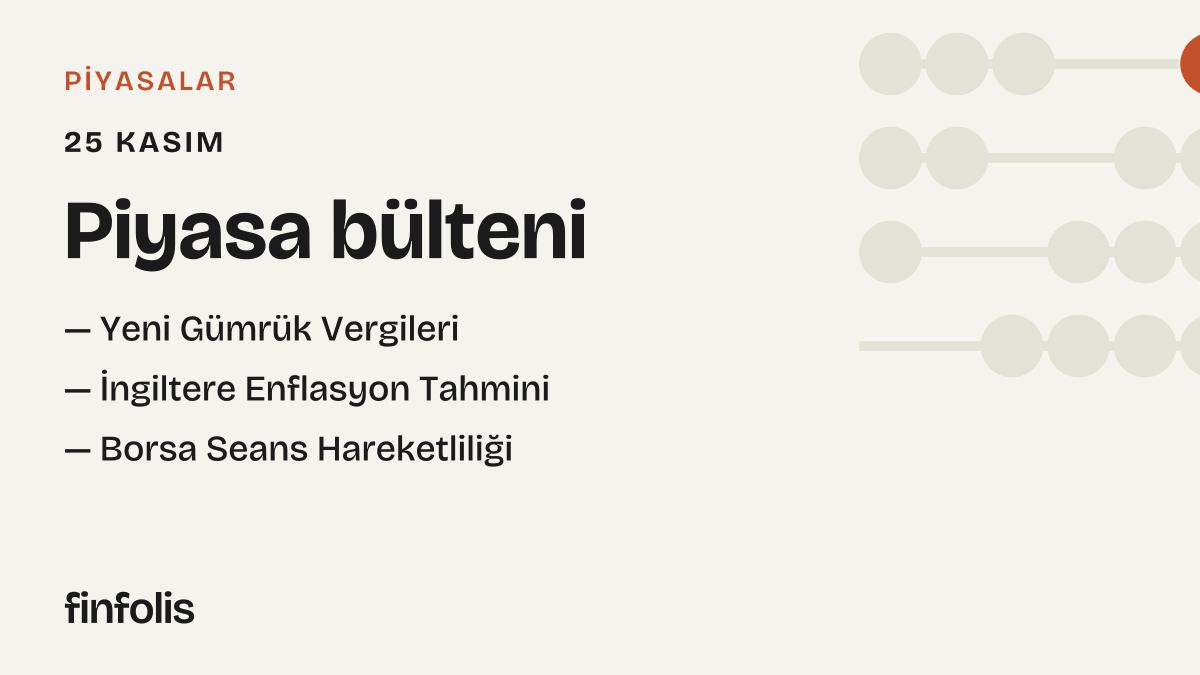 PİYASALAR
25 KASIM
Piyasa bülteni
— Yeni Gümrük Vergileri
— İngiltere Enflasyon Tahmini
— Borsa Seans Hareketliliği
finfolis